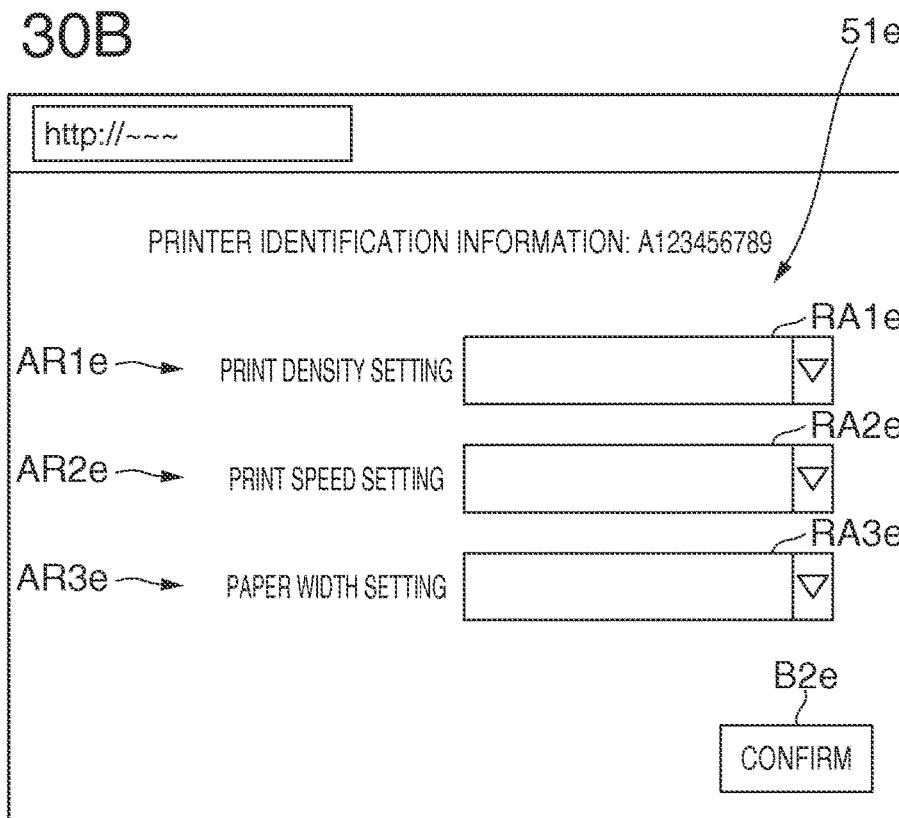 30B
51e
http://~~~
PRINTER IDENTIFICATION INFORMATION: A123456789
RA1e
AR1e PRINT DENSITY SETTING
RA2e
AR2e PRINT SPEED SETTING
RA3e
AR3e PAPER WIDTH SETTING
B2e
CONFIRM